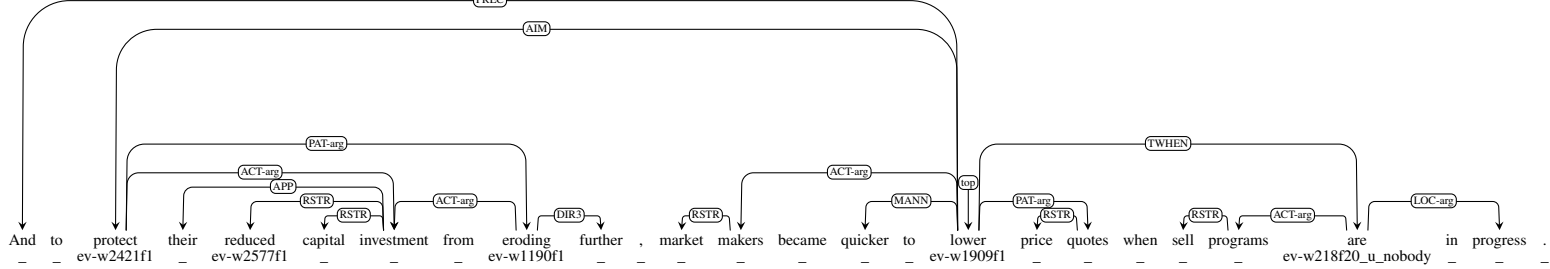 PREC
AIM
PAT-arg TWHEN
ACT-arg ACT-arg
APP top
RSTR ACT-arg MANN PAT-arg LOC-arg
RSTR DIR3 RSTR RSTR RSTR ACT-arg
And to protect their reduced capital investment from eroding further , market makers became quicker to lower price quotes when sell programs are in progress .
_ _ ev-w2421f1 _ ev-w2577f1 _ _ _ ev-w1190f1 _ _ _ _ _ _ _ ev-w1909f1 _ _ _ _ _ ev-w218f20_u_nobody _ _ _